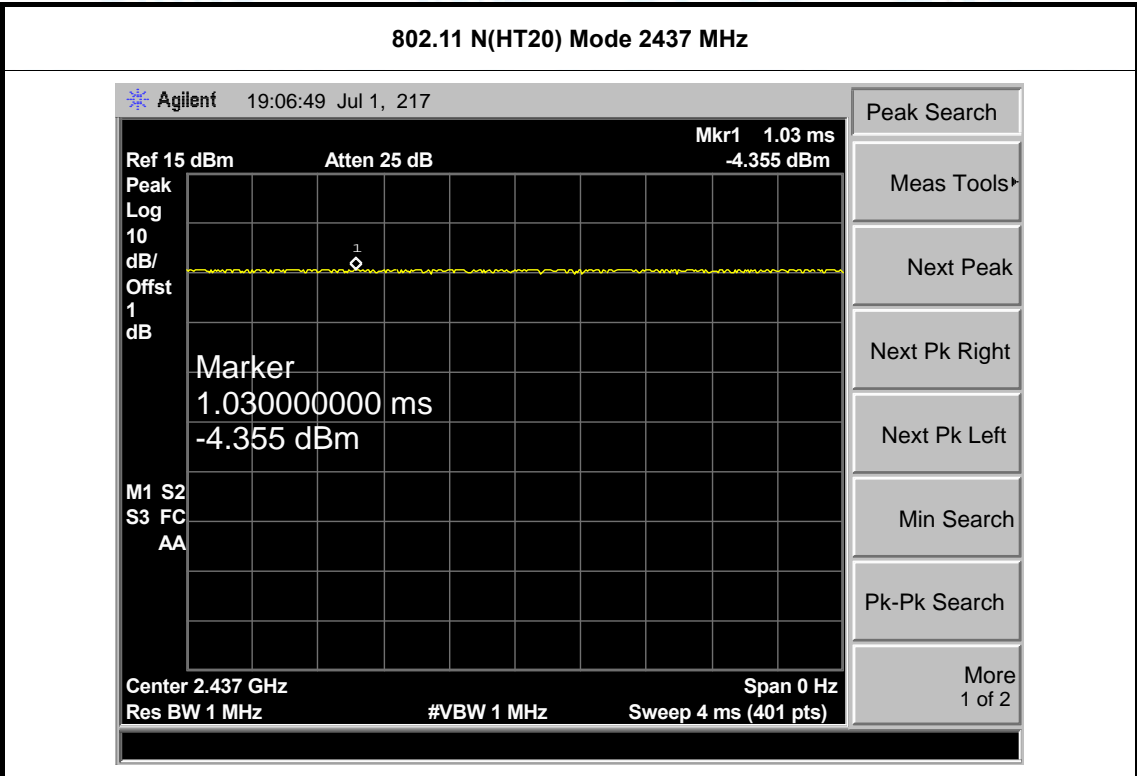 802.11 N(HT20) Mode 2437 MHz
Agilent 19:06:49 Jul 1, 217
Peak Search
Mkr1 1.03 ms
Ref 15 dBm Atten 25 dB -4.355 dBm
Peak
Log
10
dB/
Offst
1
dB
1
Marker
1.030000000 ms
-4.355 dBm
M1 S2
S3 FC
AA
Center 2.437 GHz Span 0 Hz
Res BW 1 MHz #VBW 1 MHz Sweep 4 ms (401 pts)
Meas Tools
Next Peak
Next Pk Right
Next Pk Left
Min Search
Pk-Pk Search
More
1 of 2